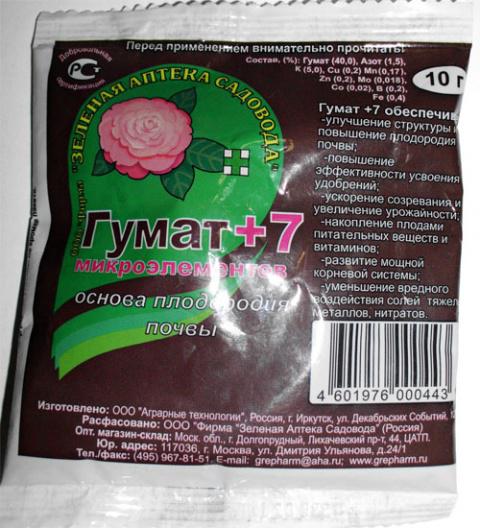 Добровольная
РСТ
сертификация
Перед применением внимательно прочитать!
Состав, (%): Гумат (40,0), Азот (1,5),
К (5,0), Cu (0,2) Mn(0,17),
Zn (0,2), Mo (0,018),
Co (0,02), B (0,2),
Fe (0,4)
10 г
"ЗЕЛЕНАЯ АПТЕКА САДОВОДА"
Гумат +7
микроэлементов
основа плодородия
почвы
Гумат +7 обеспечив
-улучшение структуры и
повышение плодородия
почвы;
-повышение
эффективности усвоения
удобрений;
-ускорение созревания и
увеличение урожайности;
-накопление плодами
питательных веществ и
витаминов;
-развитие мощной
корневой системы;
-уменьшение вредного
воздействия солей тяжел
металлов, нитратов.
4 601976 000443
Изготовлено: ООО "Аграрные технологии", Россия, г. Иркутск, ул. Декабрьских Событий,
Расфасовано: ООО "Фирма "Зеленая Аптека Садовода" (Россия)
Опт. магазин-склад: Моск. обл., г. Долгопрудный, Лихачевский пр-т, 44, ЦАТП.
Юр. адрес: 117036, г. Москва, ул. Дмитрия Ульянова, д.24/1
Тел./факс: (495) 967-81-51. E-mail: grepharm@aha.ru; www.grepharm.ru